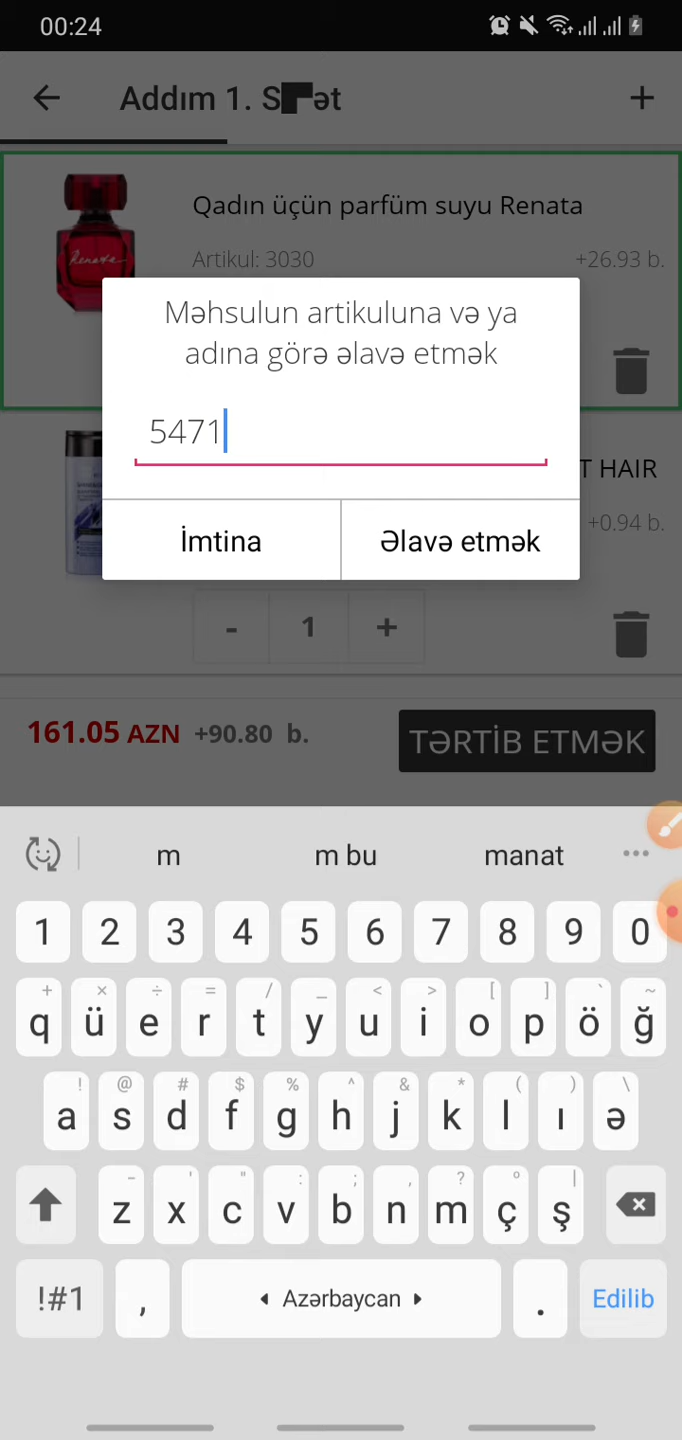 00:24
Addım 1.
Qadın üçün parfüm suyu Renata
Renata
Artikul: 3030
+26.93 b.
Məhsulun artikuluna və ya
adına görə əlavə etmək
5471
T HAIR
+0.94 b.
İmtina
Əlavə etmək
- 1 +
161.05 AZN +90.80 b.
TƏRTİB ETMƏK
m
m bu
manat
1 2 3 4 5 6 7 8 9 0
+ × ÷ = / _ < > [ ] ` ~
q ü e r t y u i o p ö ğ
! @ # $ % ^ & * ( ) \
a s d f g h j k l ı ə
- ' " : ; , ? º |
z x c v b n m ç ş
!#1 , Azərbaycan . Edilib